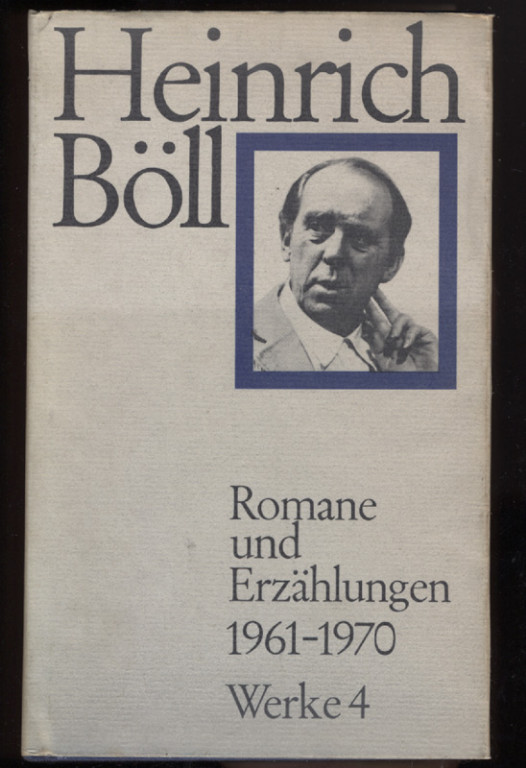 Heinrich
Böll
Romane
und
Erzählungen
1961-1970
Werke 4